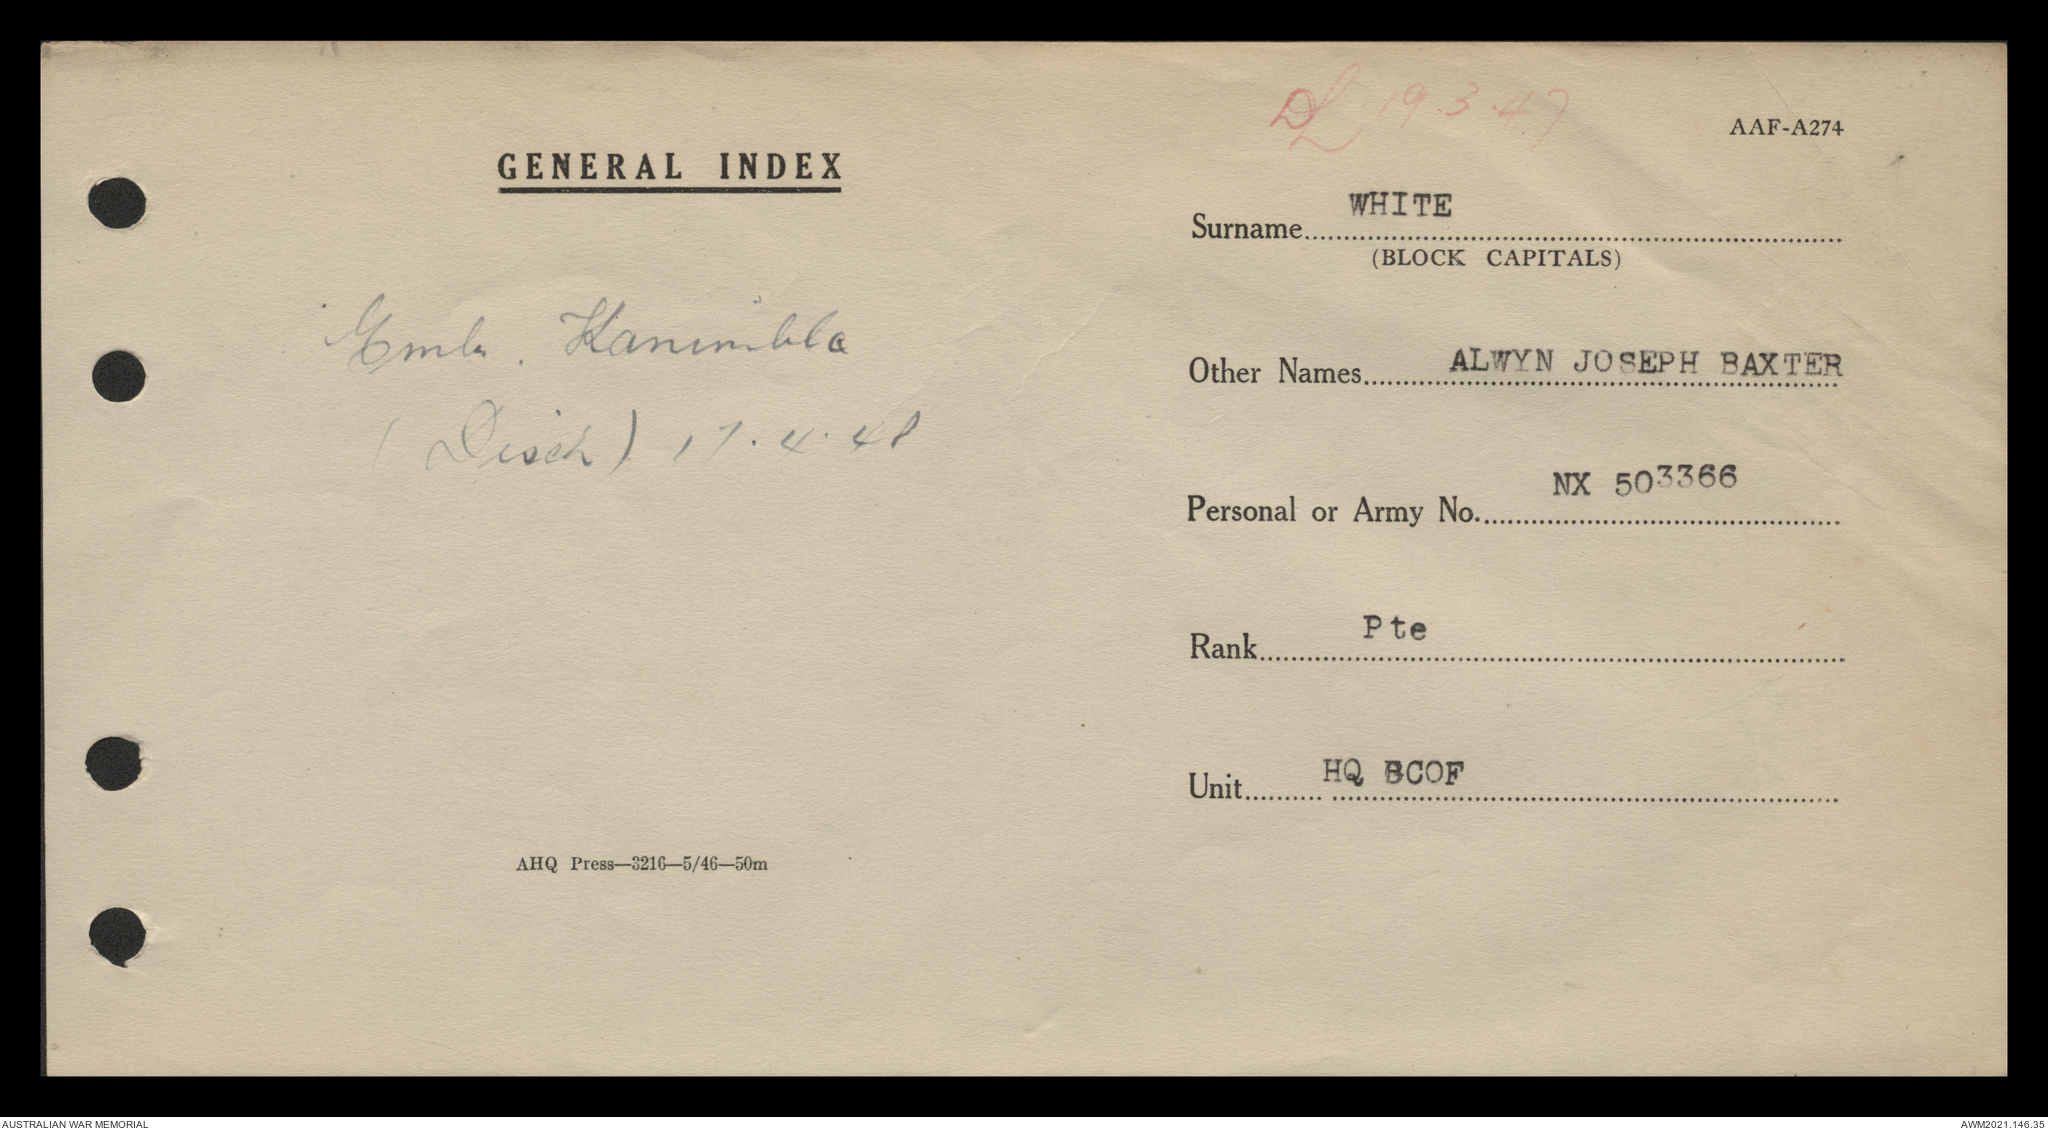 DL 19.3.47
AAF-A274
GENERAL INDEX
Surname WHITE
(BLOCK CAPITALS)
Emb. Kanimbla
(Disch) 17.4.48
Other Names ALWYN JOSEPH BAXTER
Personal or Army No. NX 503366
Rank Pte
Unit HQ BCOF
AHQ Press—3216—5/46—50m
AUSTRALIAN WAR MEMORIAL
AWM2021.146.35